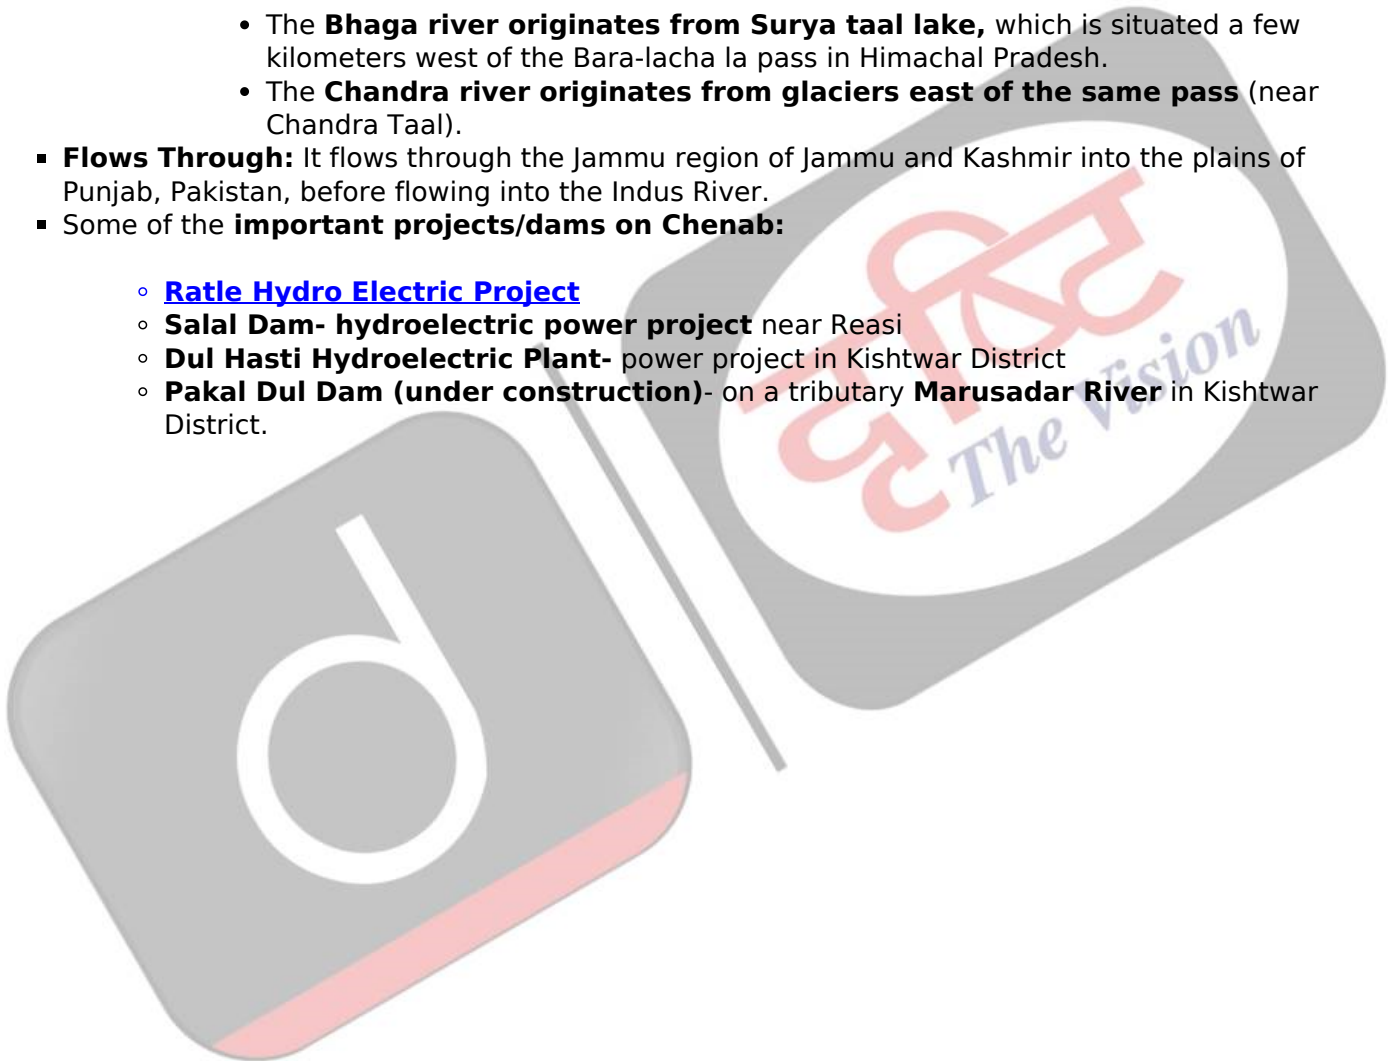 The Bhaga river originates from Surya taal lake, which is situated a few
kilometers west of the Bara-lacha la pass in Himachal Pradesh.
The Chandra river originates from glaciers east of the same pass (near
Chandra Taal).
Flows Through: It flows through the Jammu region of Jammu and Kashmir into the plains of
Punjab, Pakistan, before flowing into the Indus River.
Some of the important projects/dams on Chenab:
Ratle Hydro Electric Project
Salal Dam- hydroelectric power project near Reasi
Dul Hasti Hydroelectric Plant- power project in Kishtwar District
Pakal Dul Dam (under construction)- on a tributary Marusadar River in Kishtwar
District.
दृष्टि
The Vision
d